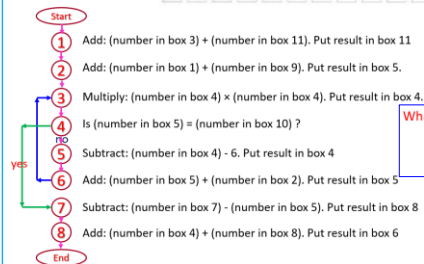 Start
1 Add: (number in box 3) + (number in box 11). Put result in box 11
2 Add: (number in box 1) + (number in box 9). Put result in box 5.
3 Multiply: (number in box 4) × (number in box 4). Put result in box 4.
4 Is (number in box 5) = (number in box 10) ?
Wh
no
5 Subtract: (number in box 4) - 6. Put result in box 4
yes
6 Add: (number in box 5) + (number in box 2). Put result in box 5
7 Subtract: (number in box 7) - (number in box 5). Put result in box 8
8 Add: (number in box 4) + (number in box 8). Put result in box 6
End